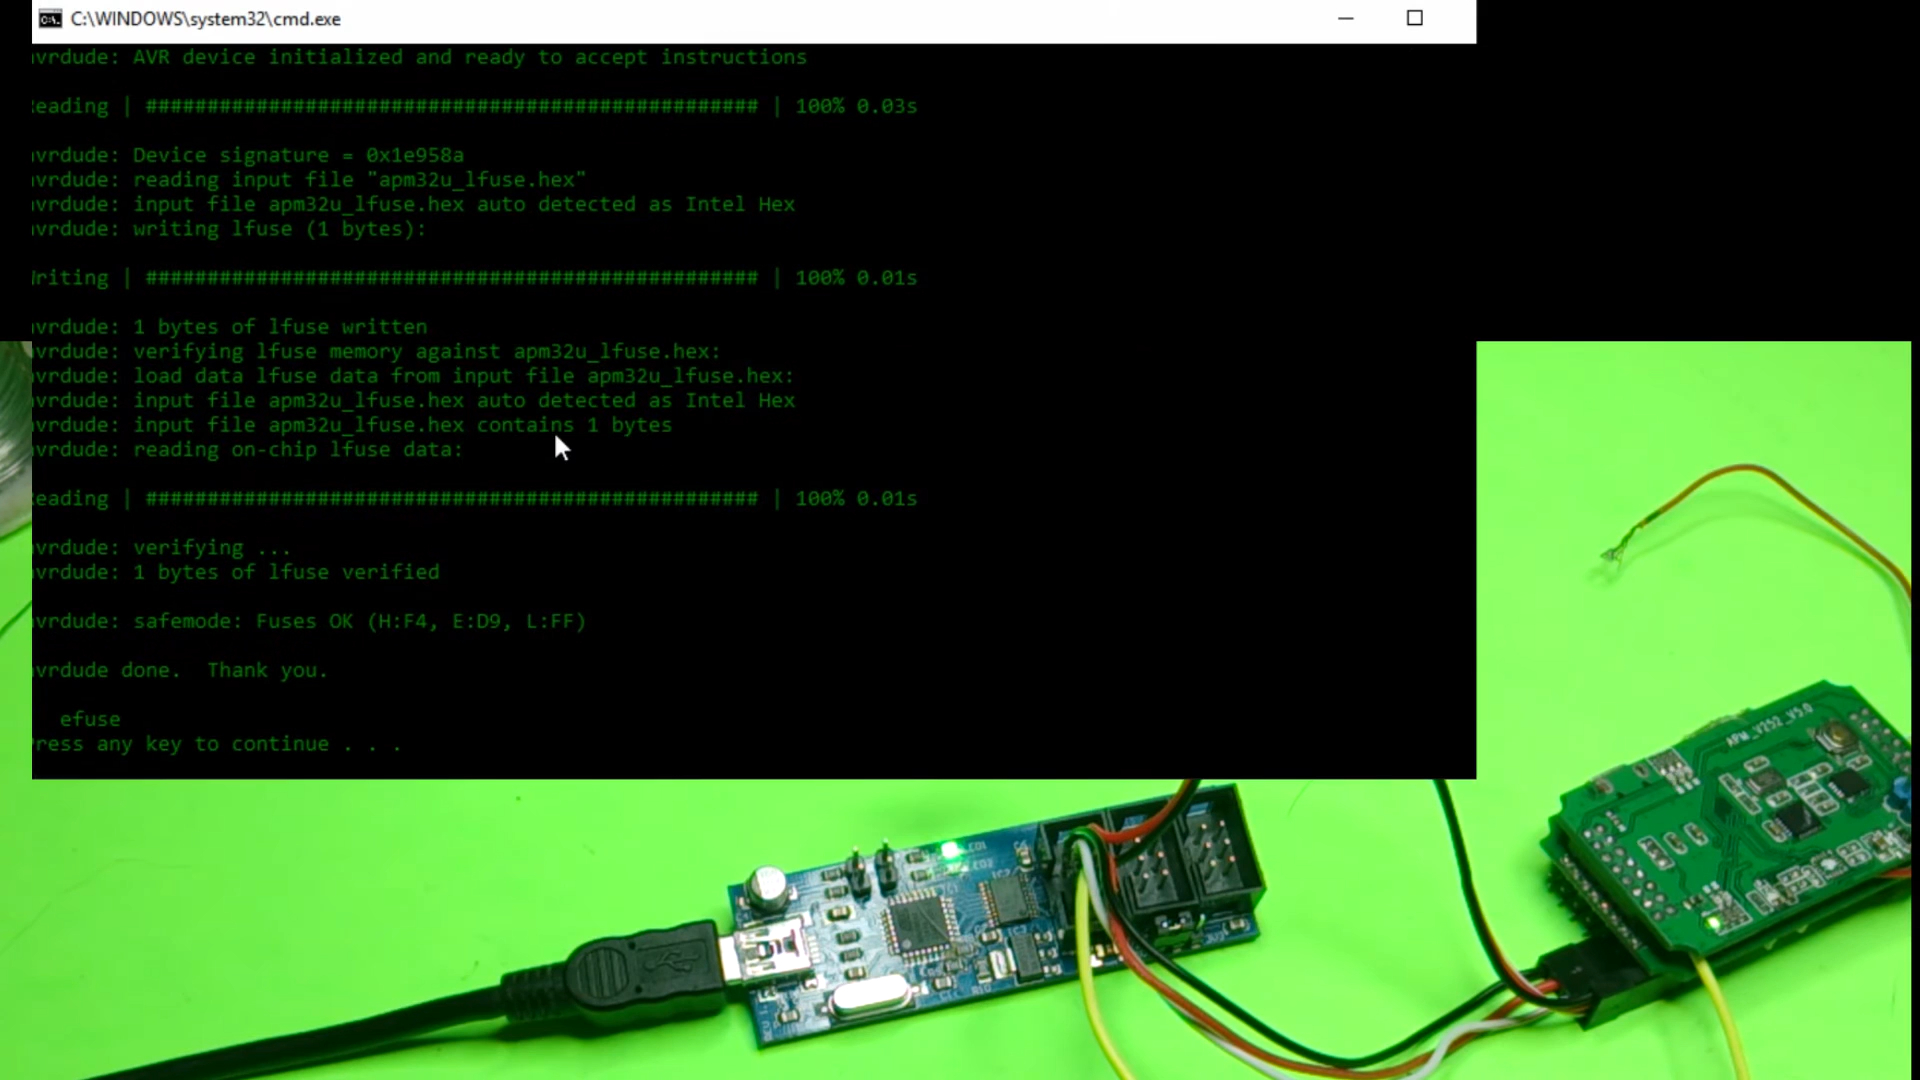 C:\WINDOWS\system32\cmd.exe
vrdude: AVR device initialized and ready to accept instructions
eading | ################################################## | 100% 0.03s
vrdude: Device signature = 0x1e958a
vrdude: reading input file "apm32u_lfuse.hex"
vrdude: input file apm32u_lfuse.hex auto detected as Intel Hex
vrdude: writing lfuse (1 bytes):
riting | ################################################## | 100% 0.01s
vrdude: 1 bytes of lfuse written
vrdude: verifying lfuse memory against apm32u_lfuse.hex:
vrdude: load data lfuse data from input file apm32u_lfuse.hex:
vrdude: input file apm32u_lfuse.hex auto detected as Intel Hex
vrdude: input file apm32u_lfuse.hex contains 1 bytes
vrdude: reading on-chip lfuse data:
eading | ################################################## | 100% 0.01s
vrdude: verifying ...
vrdude: 1 bytes of lfuse verified
vrdude: safemode: Fuses OK (H:F4, E:D9, L:FF)
vrdude done.  Thank you.
efuse
ress any key to continue . . .
APM_V252_V5.0